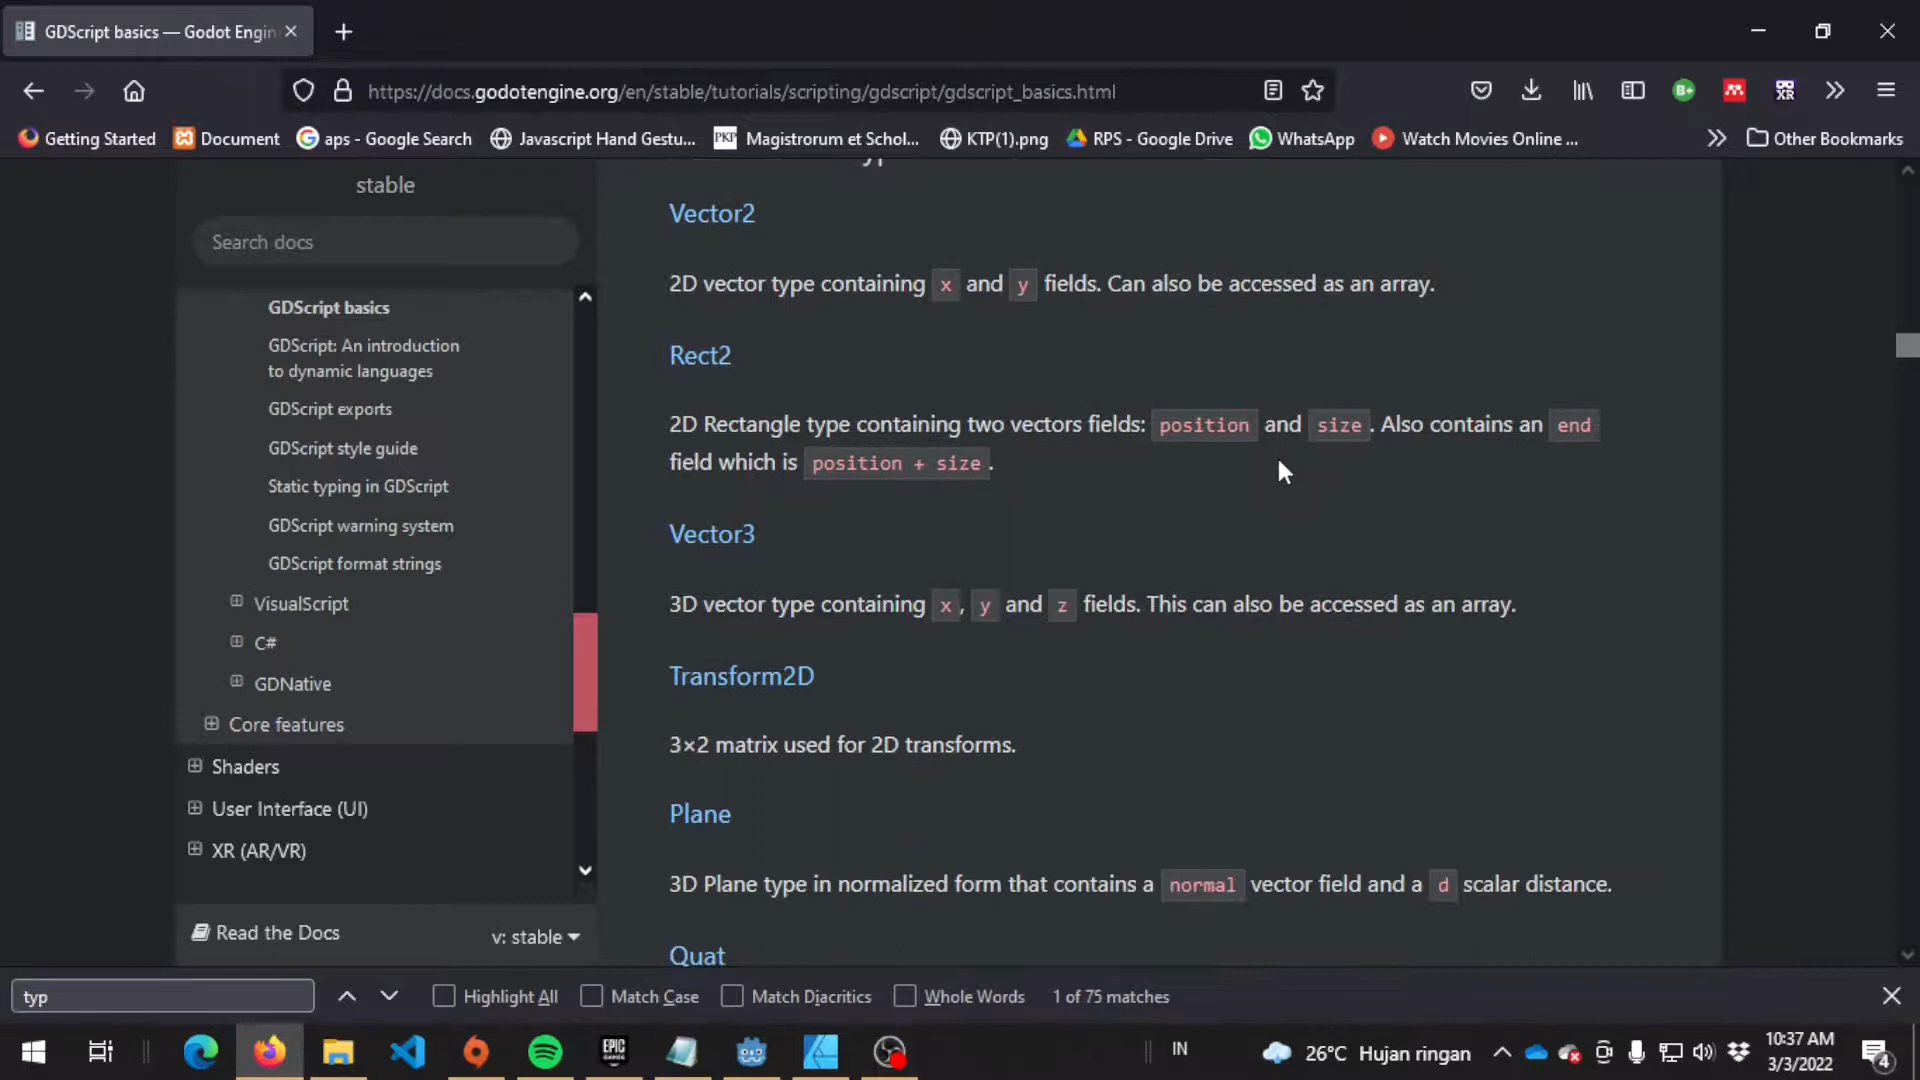 GDScript basics — Godot Engin
https://docs.godotengine.org/en/stable/tutorials/scripting/gdscript/gdscript_basics.html
Getting Started Document aps - Google Search Javascript Hand Gestu... PKP Magistrorum et Schol... KTP(1).png RPS - Google Drive WhatsApp Watch Movies Online ... Other Bookmarks
stable
Search docs
GDScript basics
GDScript: An introduction
to dynamic languages
GDScript exports
GDScript style guide
Static typing in GDScript
GDScript warning system
GDScript format strings
VisualScript
C#
GDNative
Core features
Shaders
User Interface (UI)
XR (AR/VR)
Read the Docs v: stable
Vector2
2D vector type containing x and y fields. Can also be accessed as an array.
Rect2
2D Rectangle type containing two vectors fields: position and size. Also contains an end
field which is position + size.
Vector3
3D vector type containing x, y and z fields. This can also be accessed as an array.
Transform2D
3×2 matrix used for 2D transforms.
Plane
3D Plane type in normalized form that contains a normal vector field and a d scalar distance.
Quat
typ Highlight All Match Case Match Diacritics Whole Words 1 of 75 matches
EPIC GAMES IN 26°C Hujan ringan 10:37 AM
3/3/2022 4